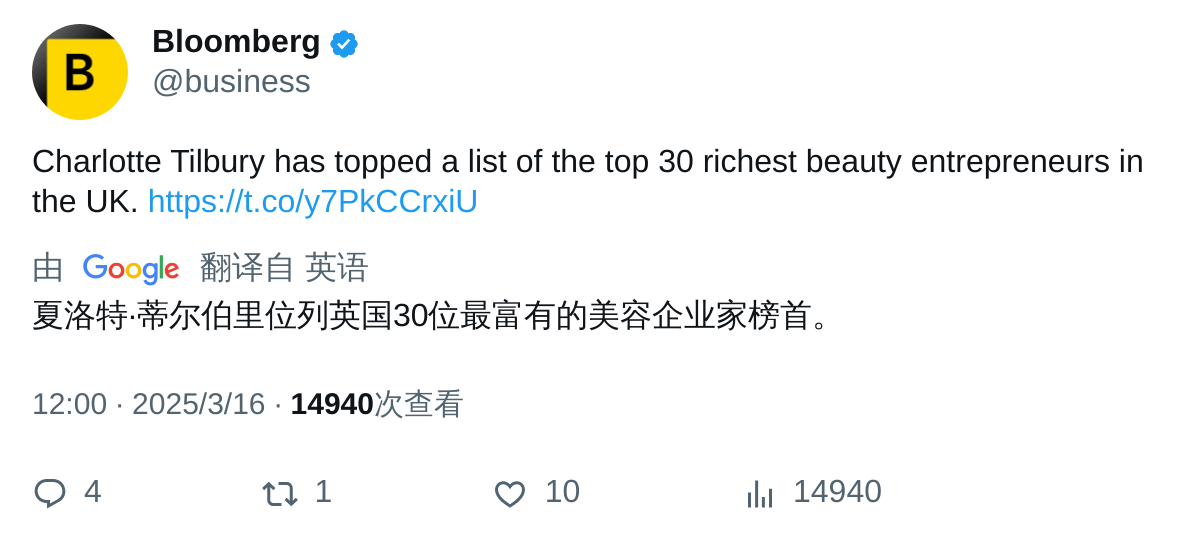 B
Bloomberg
@business
Charlotte Tilbury has topped a list of the top 30 richest beauty entrepreneurs in
the UK. https://t.co/y7PkCCrxiU
由 Google 翻译自 英语
夏洛特·蒂尔伯里位列英国30位最富有的美容企业家榜首。
12:00 · 2025/3/16 · 14940次查看
4 1 10 14940